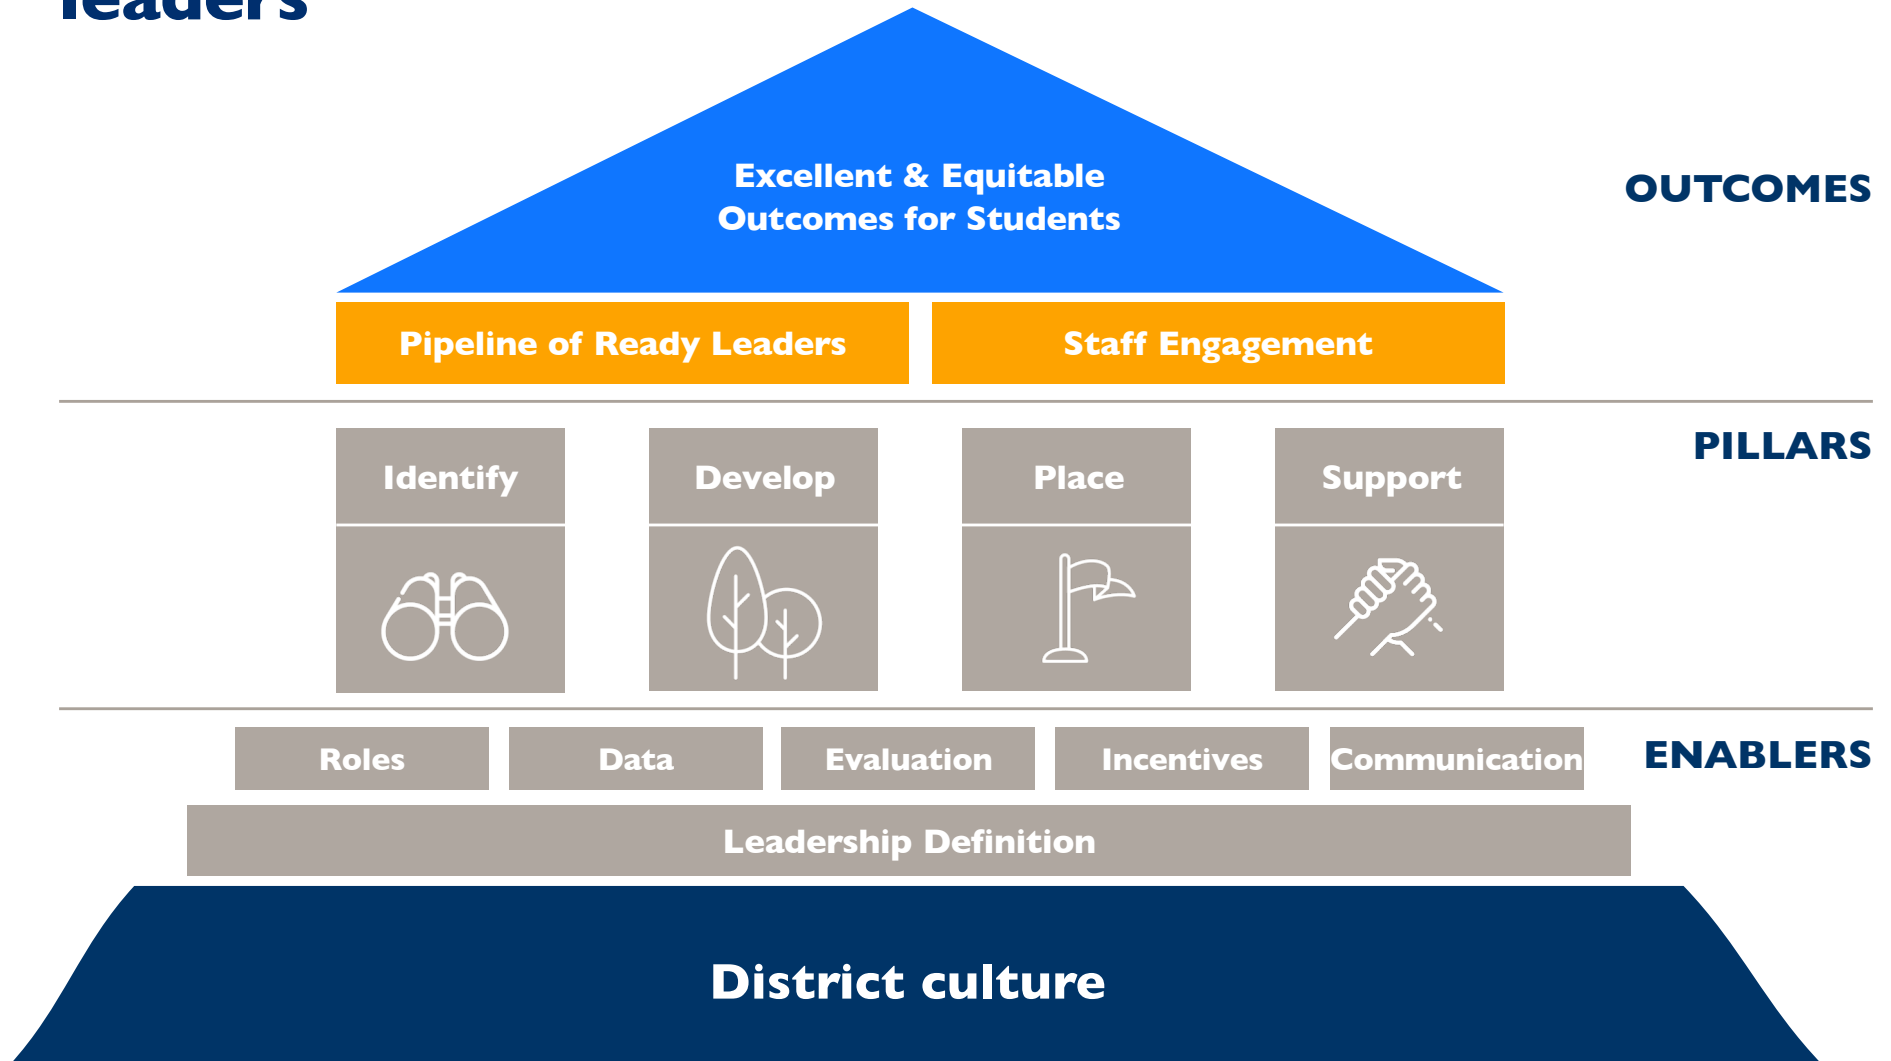 leaders
Excellent & Equitable
Outcomes for Students
OUTCOMES
Pipeline of Ready Leaders
Staff Engagement
PILLARS
Identify
Develop
Place
Support
Roles
Data
Evaluation
Incentives
Communication
ENABLERS
Leadership Definition
District culture